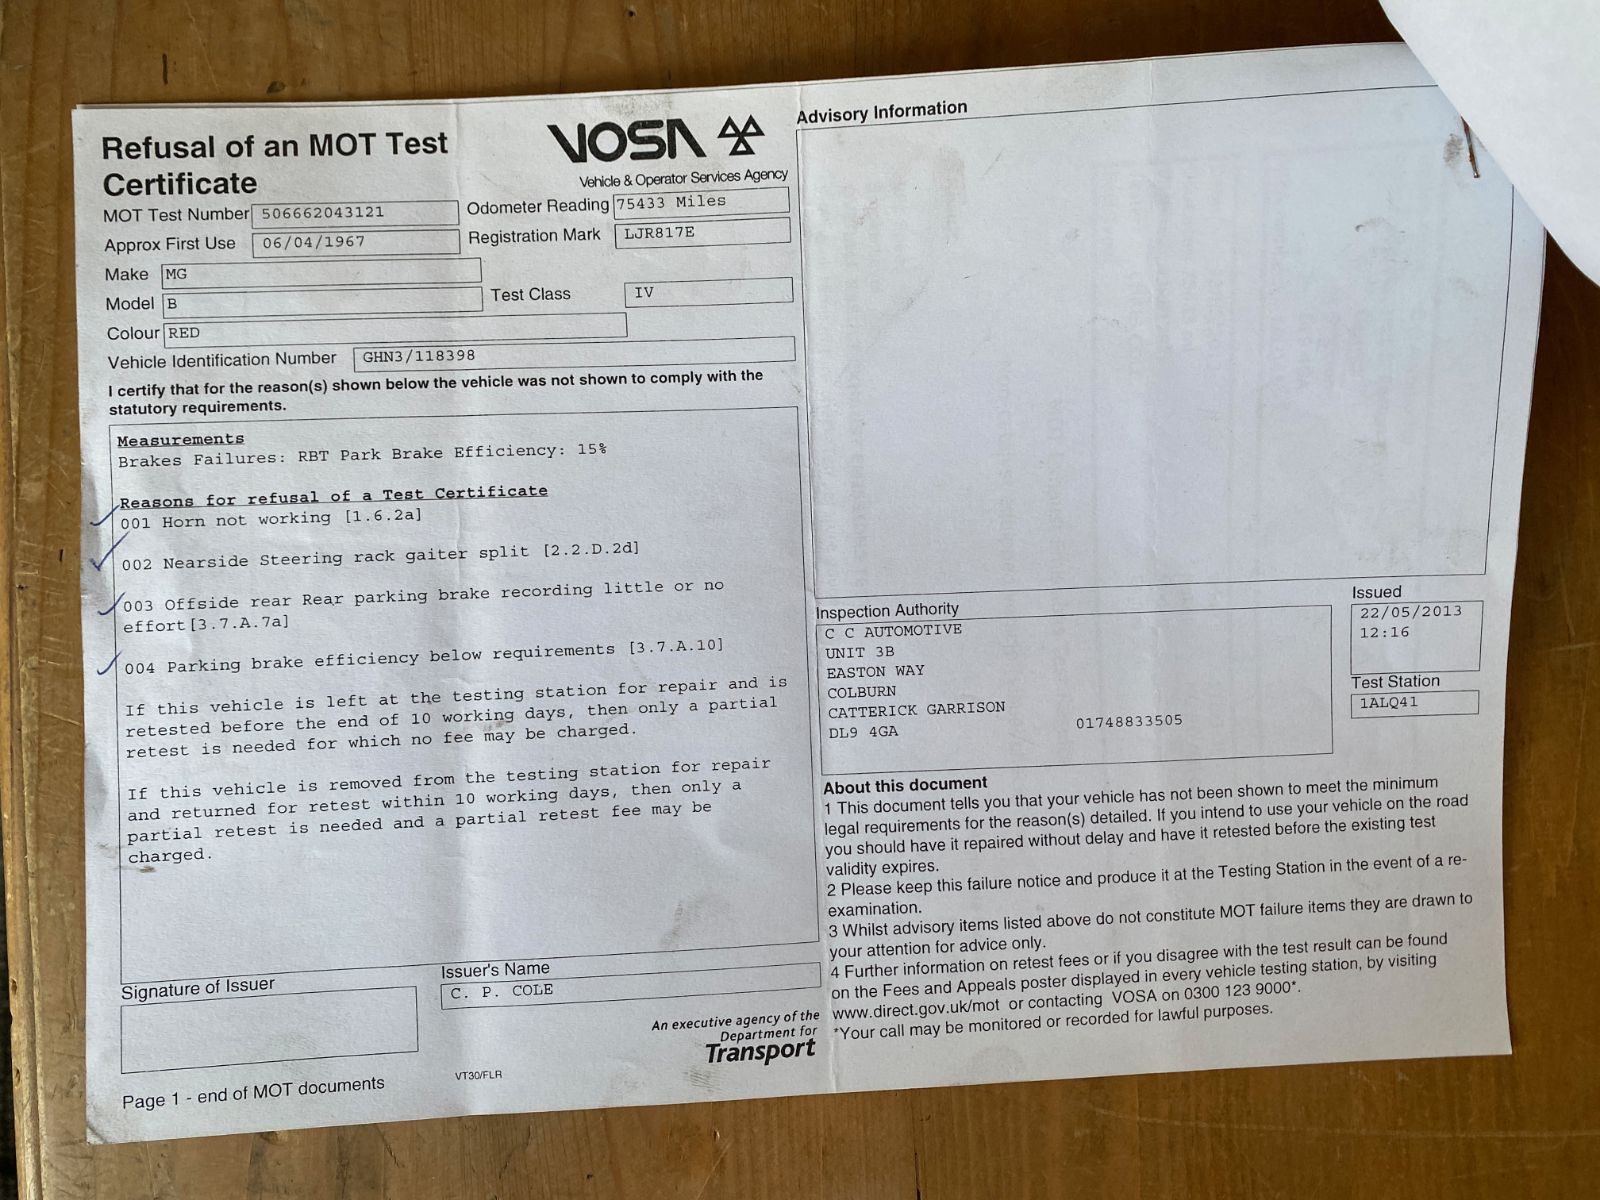 Refusal of an MOT Test
Certificate
VOSA
Vehicle & Operator Services Agency
MOT Test Number 506662043121
Odometer Reading 75433 Miles
Approx First Use 06/04/1967
Registration Mark LJR817E
Make MG
Model B
Test Class IV
Colour RED
Vehicle Identification Number GHN3/118398
I certify that for the reason(s) shown below the vehicle was not shown to comply with the
statutory requirements.
Measurements
Brakes Failures: RBT Park Brake Efficiency: 15%
Reasons for refusal of a Test Certificate
001 Horn not working [1.6.2a]
002 Nearside Steering rack gaiter split [2.2.D.2d]
003 Offside rear Rear parking brake recording little or no
effort[3.7.A.7a]
004 Parking brake efficiency below requirements [3.7.A.10]
If this vehicle is left at the testing station for repair and is
retested before the end of 10 working days, then only a partial
retest is needed for which no fee may be charged.
If this vehicle is removed from the testing station for repair
and returned for retest within 10 working days, then only a
partial retest is needed and a partial retest fee may be
charged.
Signature of Issuer
Issuer's Name
C. P. COLE
An executive agency of the
Department for
Transport
Page 1 - end of MOT documents
VT30/FLR
Advisory Information
Inspection Authority
C C AUTOMOTIVE
UNIT 3B
EASTON WAY
COLBURN
CATTERICK GARRISON
DL9 4GA
01748833505
Issued
22/05/2013
12:16
Test Station
1ALQ41
About this document
1 This document tells you that your vehicle has not been shown to meet the minimum
legal requirements for the reason(s) detailed. If you intend to use your vehicle on the road
you should have it repaired without delay and have it retested before the existing test
validity expires.
2 Please keep this failure notice and produce it at the Testing Station in the event of a re-
examination.
3 Whilst advisory items listed above do not constitute MOT failure items they are drawn to
your attention for advice only.
4 Further information on retest fees or if you disagree with the test result can be found
on the Fees and Appeals poster displayed in every vehicle testing station, by visiting
www.direct.gov.uk/mot or contacting VOSA on 0300 123 9000*.
*Your call may be monitored or recorded for lawful purposes.